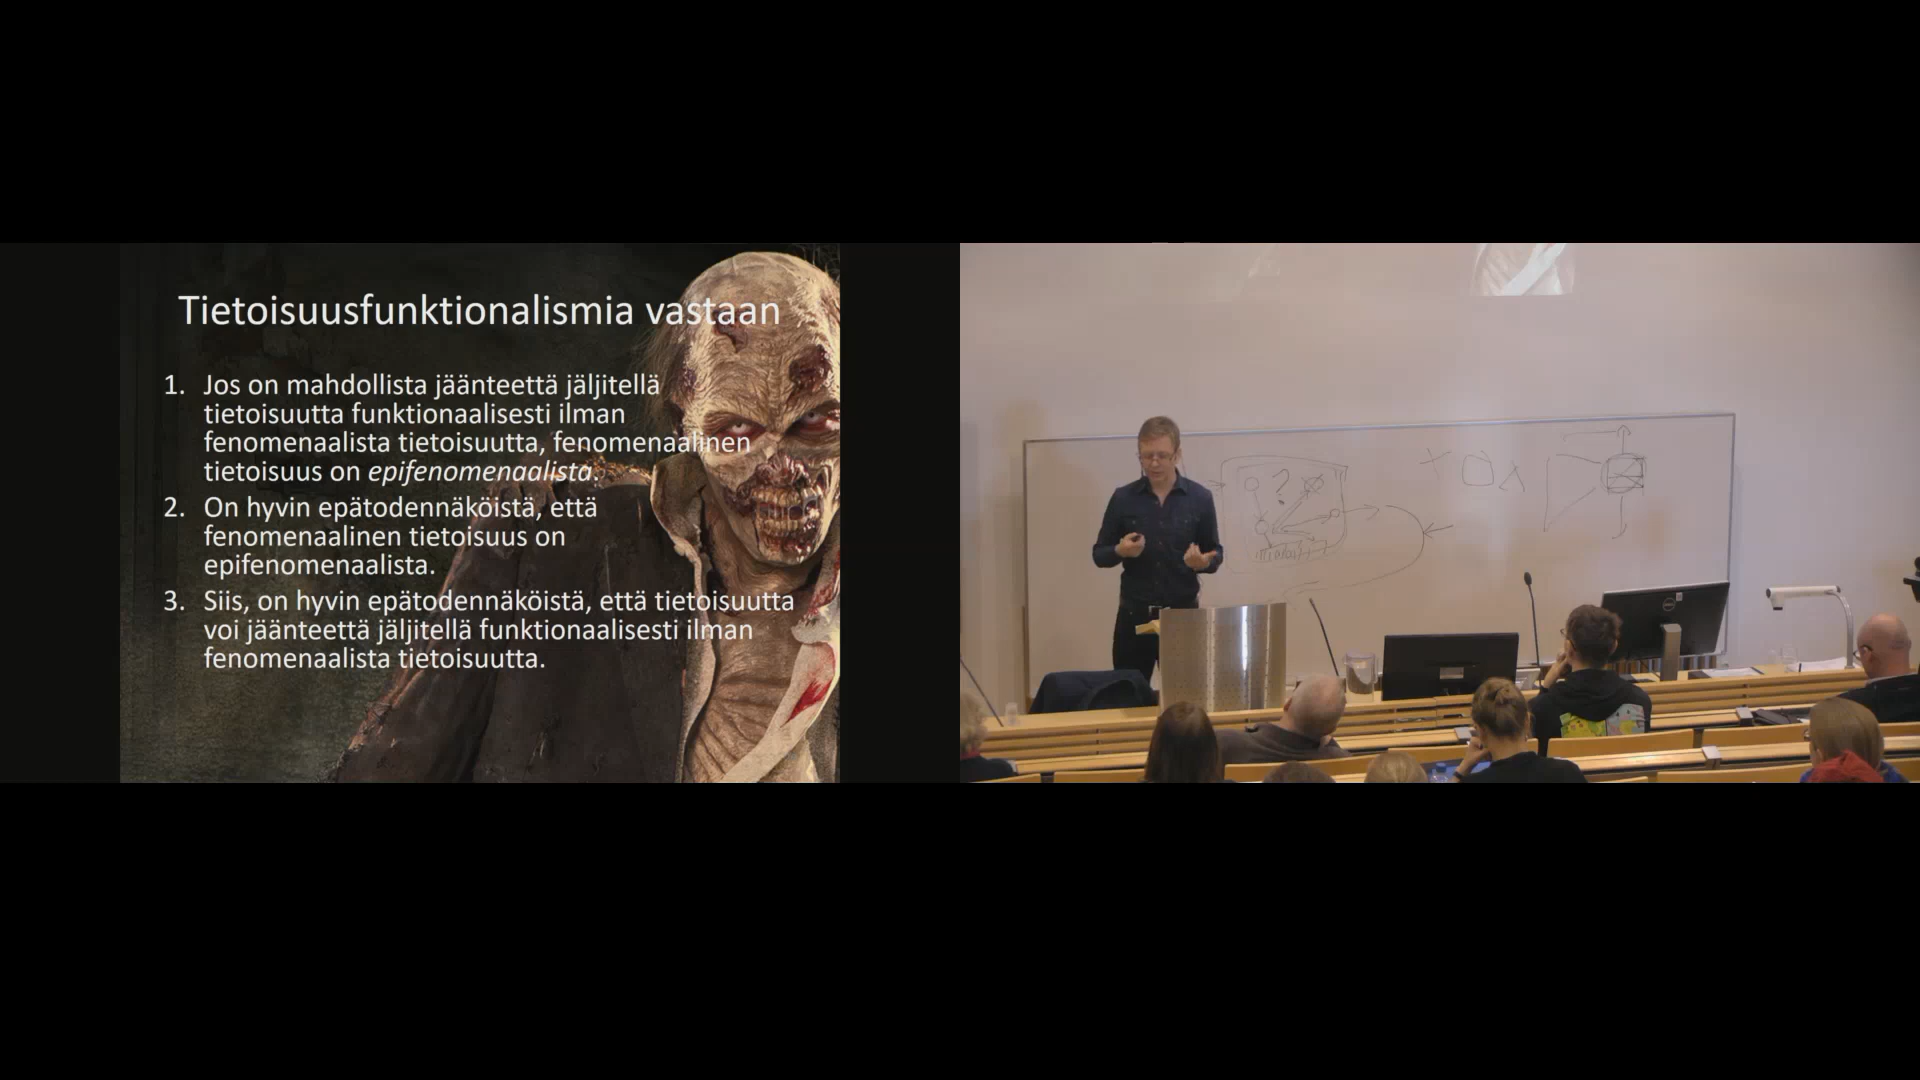 Tietoisuusfunktionalismia vastaan
1. Jos on mahdollista jäänteettä jäljitellä
tietoisuutta funktionaalisesti ilman
fenomenaalista tietoisuutta, fenomenaalinen
tietoisuus on epifenomenaalista.
2. On hyvin epätodennäköistä, että
fenomenaalinen tietoisuus on
epifenomenaalista.
3. Siis, on hyvin epätodennäköistä, että tietoisuutta
voi jäänteettä jäljitellä funktionaalisesti ilman
fenomenaalista tietoisuutta.
?